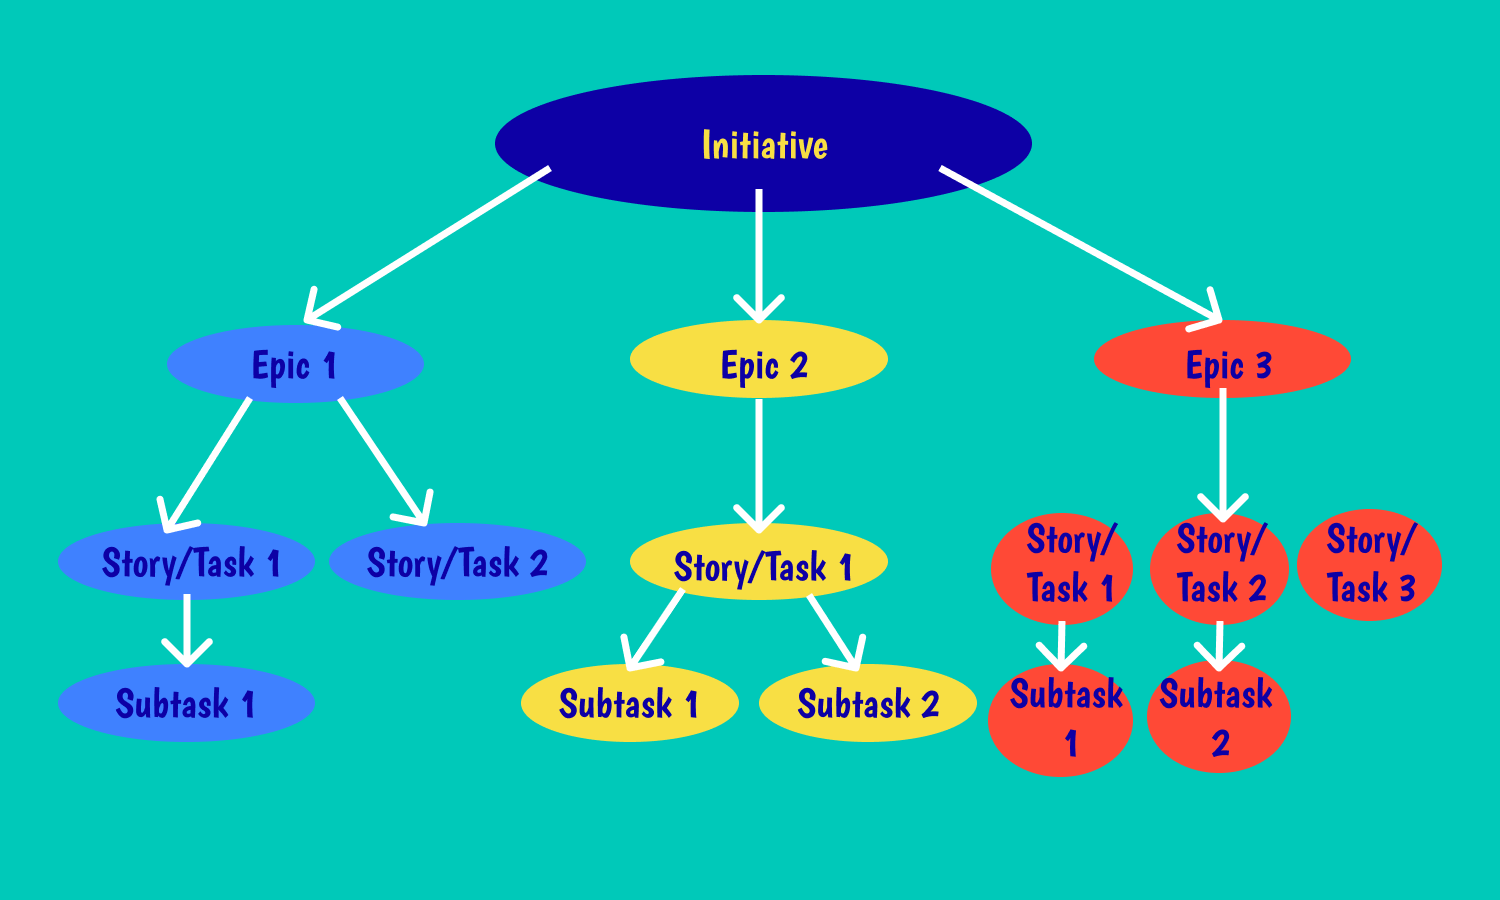 Initiative
Epic 1
Epic 2
Epic 3
Story/Task 1
Story/Task 2
Story/Task 1
Story/
Task 1
Story/
Task 2
Story/
Task 3
Subtask 1
Subtask 1
Subtask 2
Subtask
1
Subtask
2